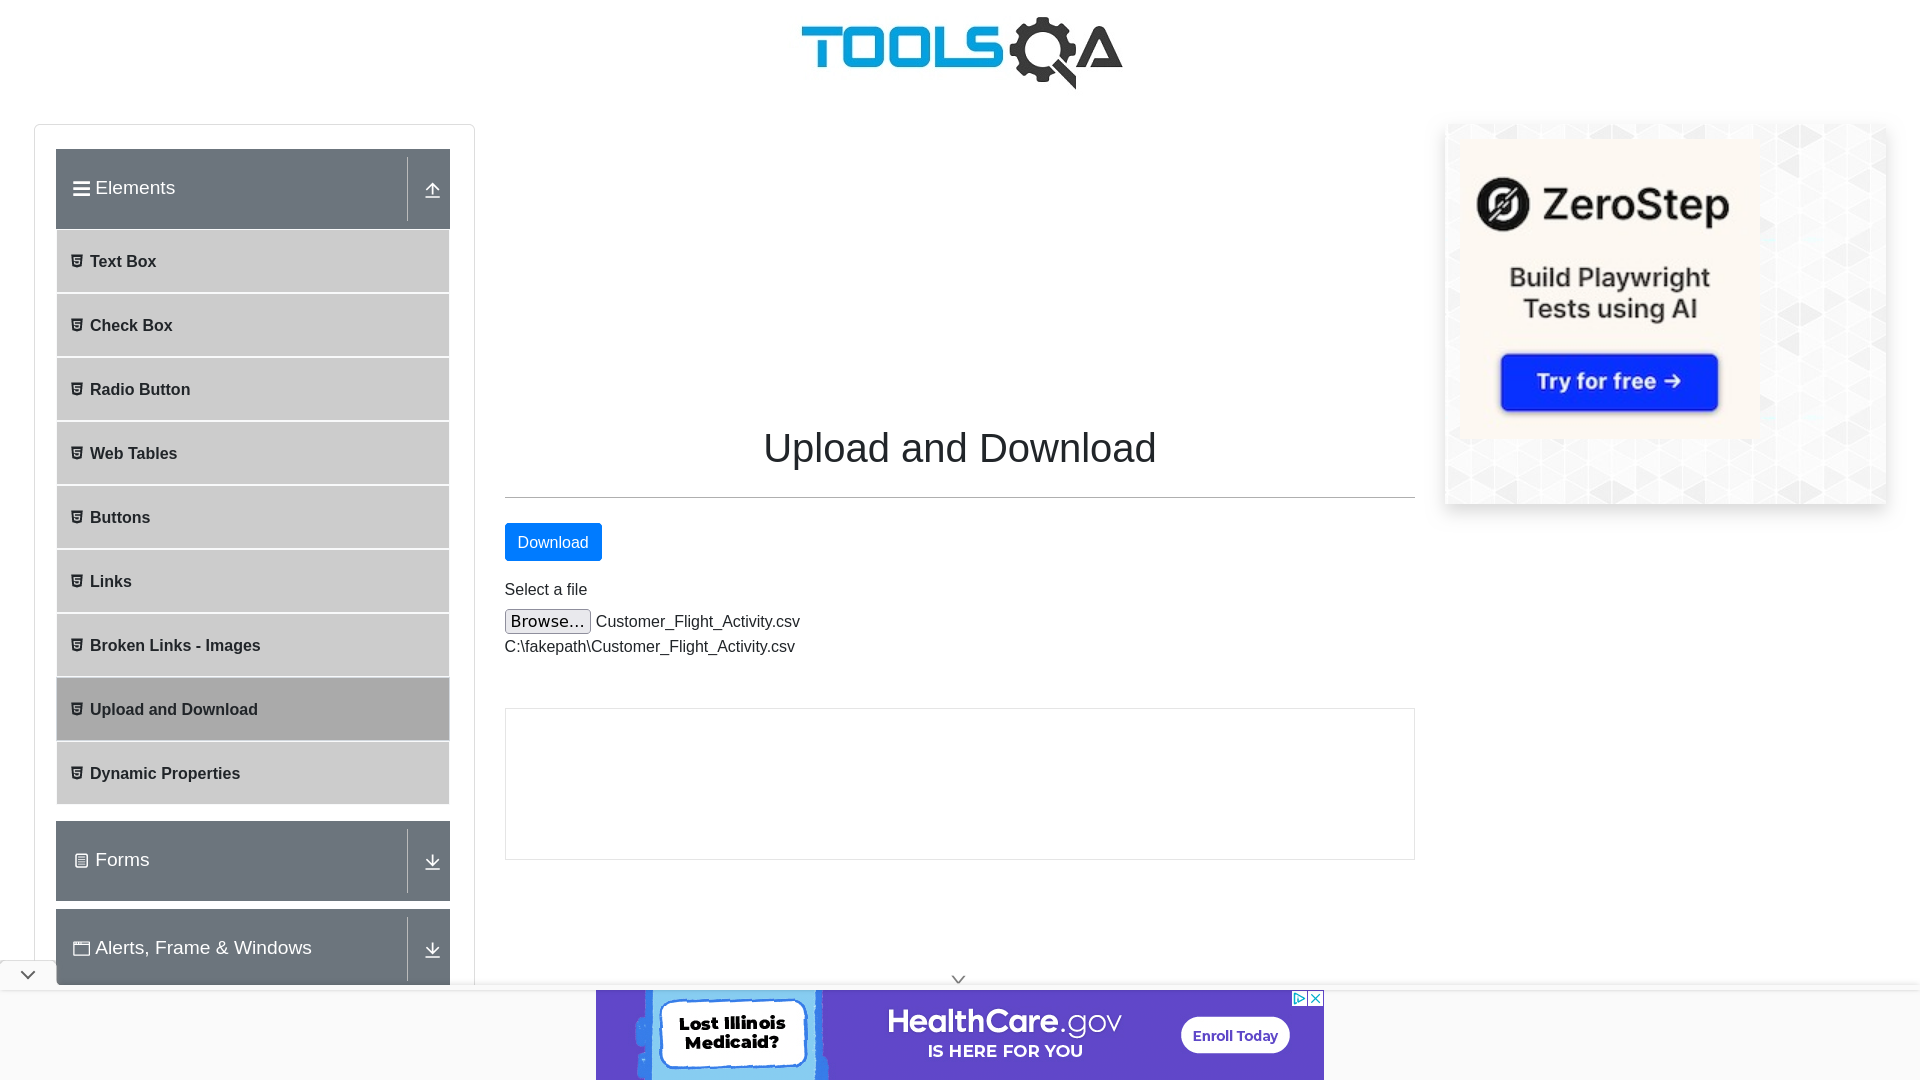 TOOLSQA
Elements
Text Box
Check Box
Radio Button
Web Tables
Buttons
Links
Broken Links - Images
Upload and Download
Dynamic Properties
Forms
Alerts, Frame & Windows
Upload and Download
Download
Select a file
Browse... Customer_Flight_Activity.csv
C:\fakepath\Customer_Flight_Activity.csv
ZeroStep
Build Playwright
Tests using AI
Try for free →
Lost Illinois
Medicaid?
HealthCare.gov
IS HERE FOR YOU
Enroll Today